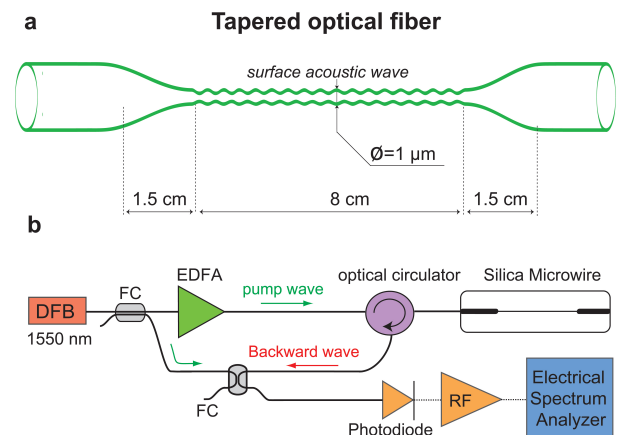 a
Tapered optical fiber
surface acoustic wave
Ø=1 µm
1.5 cm
8 cm
1.5 cm
b
EDFA
pump wave
optical circulator
Silica Microwire
FC
DFB
1550 nm
Backward wave
FC
Photodiode
RF
Electrical
Spectrum
Analyzer